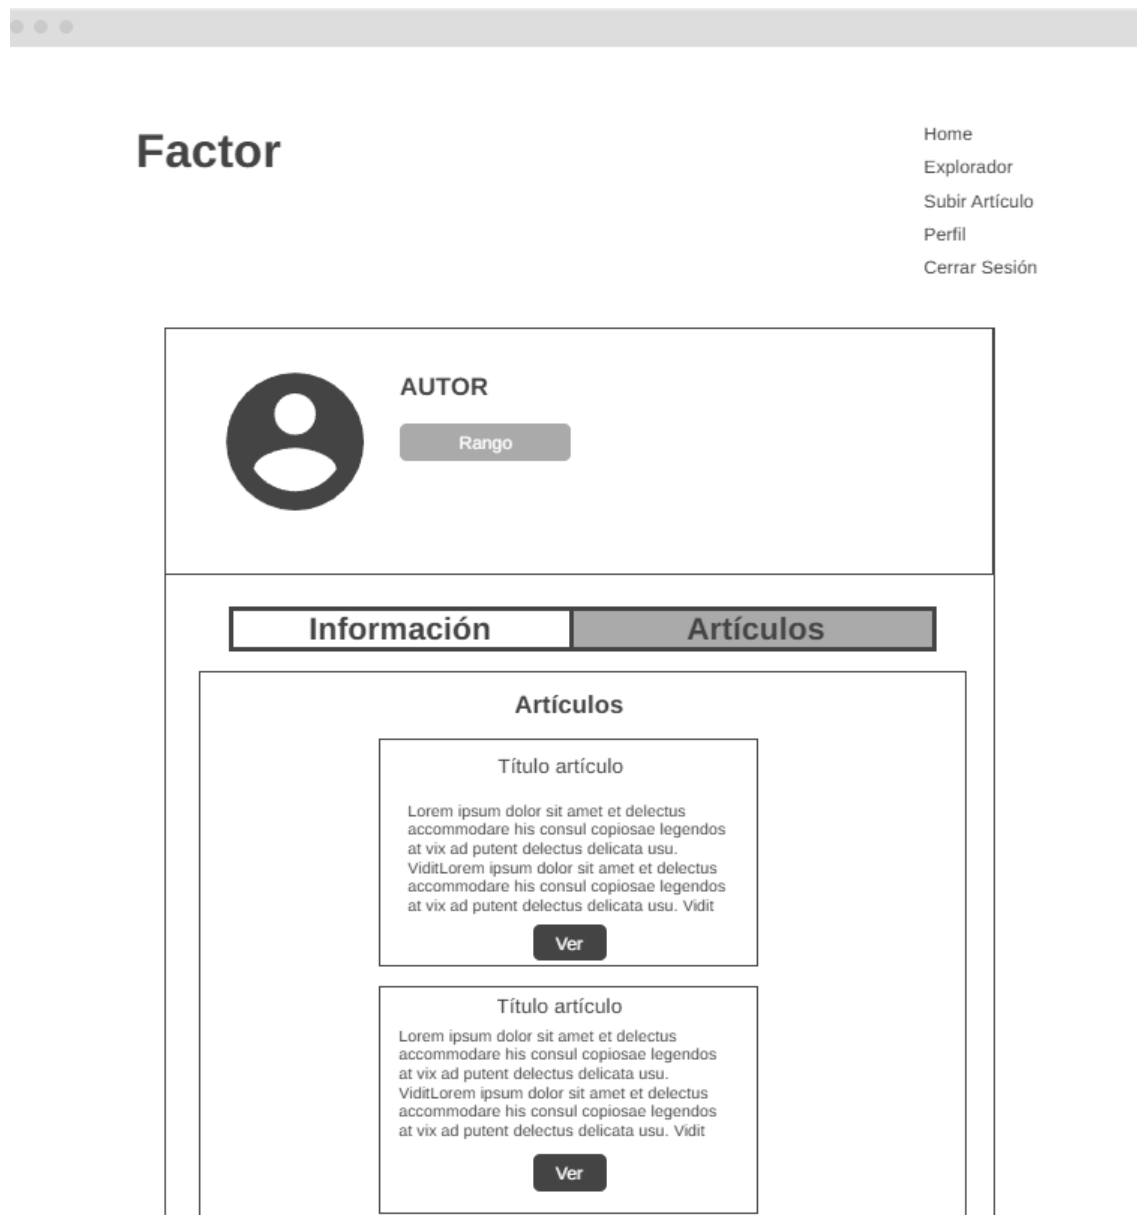 Factor
Home
Explorador
Subir Artículo
Perfil
Cerrar Sesión
AUTOR
Rango
Información
Artículos
Artículos
Título artículo
Lorem ipsum dolor sit amet et delectus
accommodare his consul copiosae legendos
at vix ad putent delectus delicata usu.
ViditLorem ipsum dolor sit amet et delectus
accommodare his consul copiosae legendos
at vix ad putent delectus delicata usu. Vidit
Ver
Título artículo
Lorem ipsum dolor sit amet et delectus
accommodare his consul copiosae legendos
at vix ad putent delectus delicata usu.
ViditLorem ipsum dolor sit amet et delectus
accommodare his consul copiosae legendos
at vix ad putent delectus delicata usu. Vidit
Ver